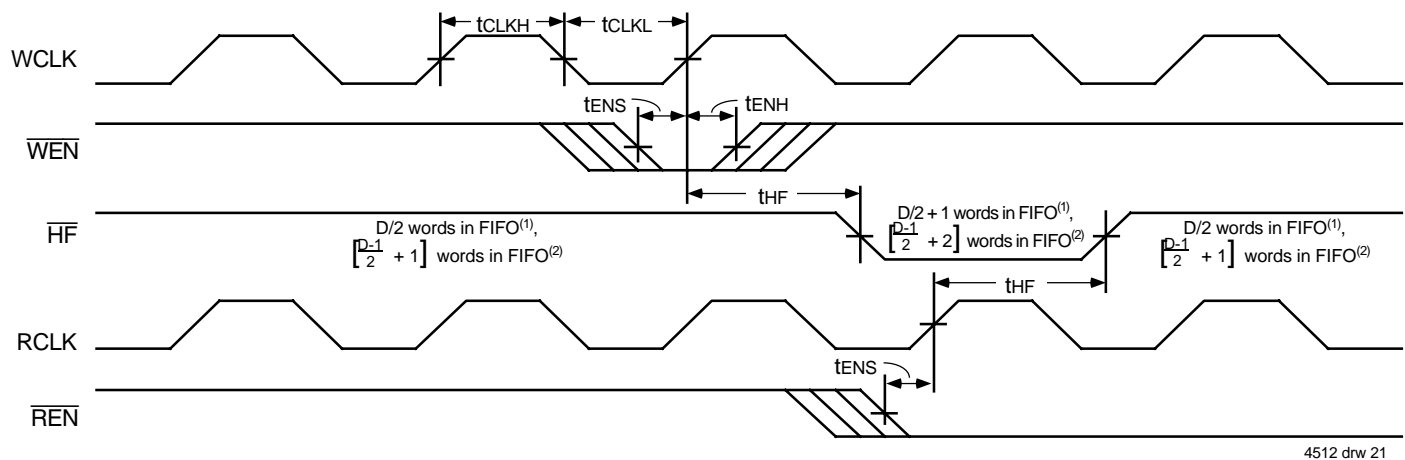 tCLKH
tCLKL
WCLK
tENS
tENH
WEN
tHF
HF
D/2 words in FIFO(1),
[D-1/2 + 1] words in FIFO(2)
D/2 + 1 words in FIFO(1),
[D-1/2 + 2] words in FIFO(2)
D/2 words in FIFO(1),
[D-1/2 + 1] words in FIFO(2)
tHF
RCLK
tENS
REN
4512 drw 21